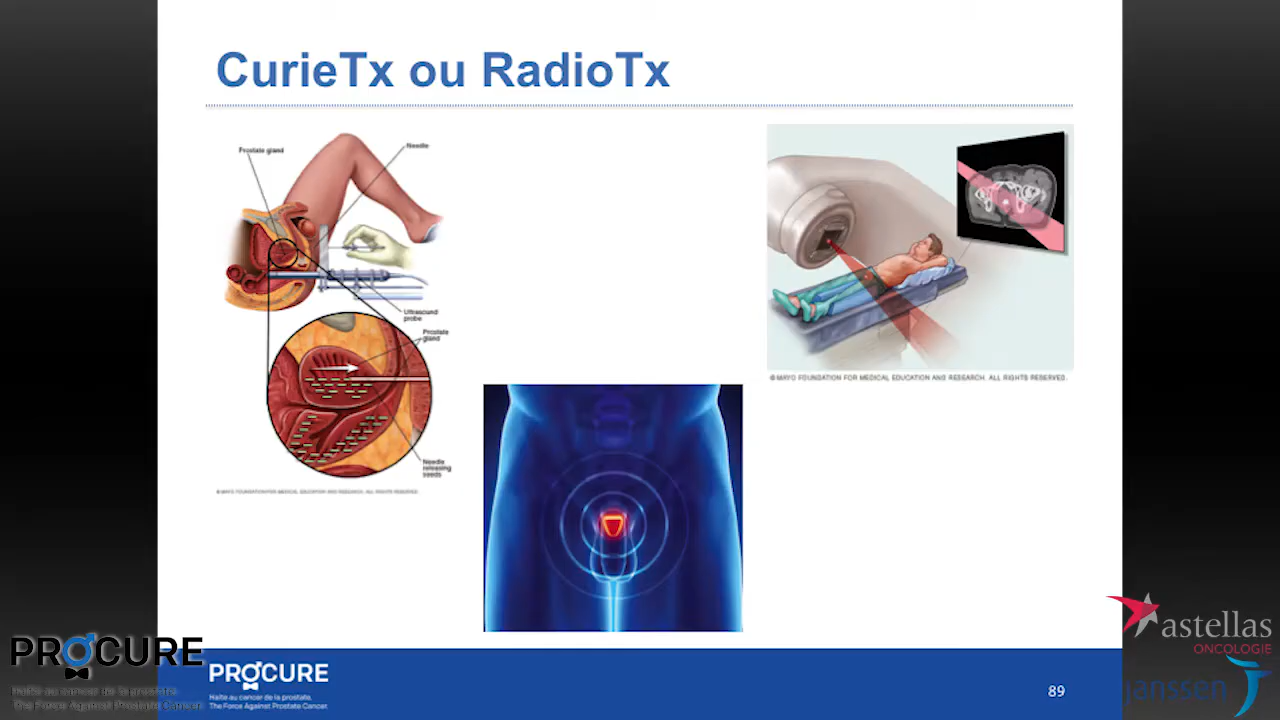 CurieTx ou RadioTx
Prostate gland
Needle
Ultrasound
probe
Prostate
gland
Needle
releasing
seeds
© MAYO FOUNDATION FOR MEDICAL EDUCATION AND RESEARCH. ALL RIGHTS RESERVED.
© MAYO FOUNDATION FOR MEDICAL EDUCATION AND RESEARCH. ALL RIGHTS RESERVED.
PROCURE
Halte au cancer de la prostate.
The Force Against Prostate Cancer.
PROCURE
Halte au cancer de la prostate.
The Force Against Prostate Cancer.
89
astellas
ONCOLOGIE
janssen